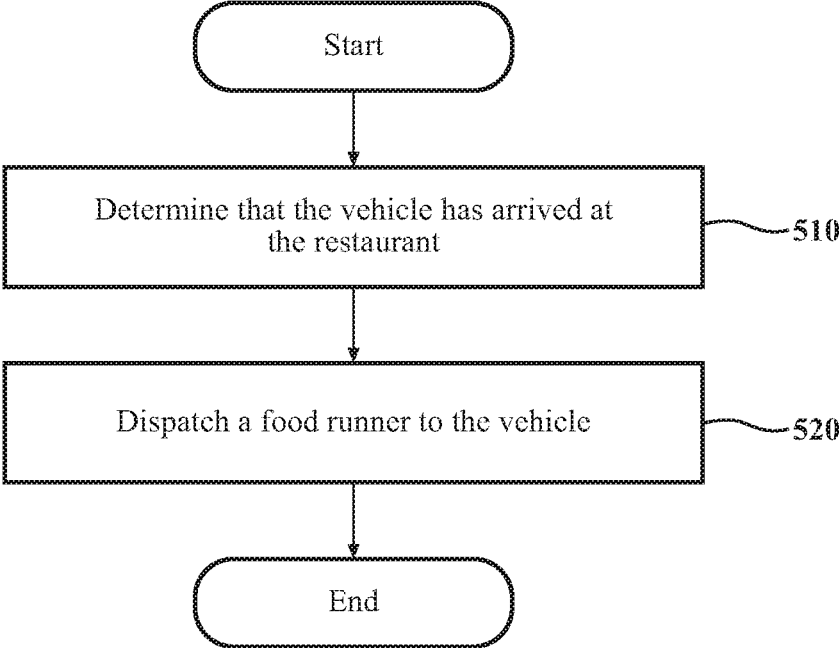 Start
Determine that the vehicle has arrived at
the restaurant
510
Dispatch a food runner to the vehicle
520
End